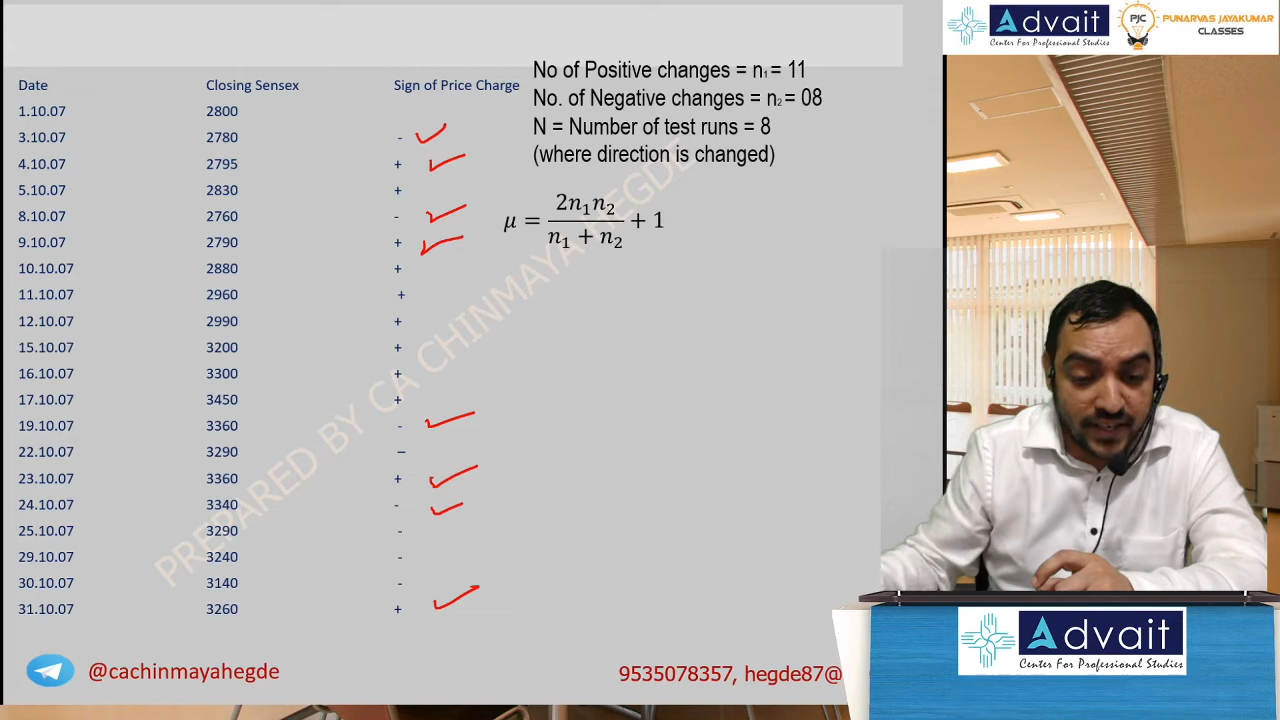 Advait
Center For Professional Studies
PJC
PUNARVAS JAYAKUMAR
CLASSES
Date Closing Sensex Sign of Price Charge
1.10.07 2800
3.10.07 2780 -
4.10.07 2795 +
5.10.07 2830 +
8.10.07 2760 -
9.10.07 2790 +
10.10.07 2880 +
11.10.07 2960 +
12.10.07 2990 +
15.10.07 3200 +
16.10.07 3300 +
17.10.07 3450 +
19.10.07 3360 -
22.10.07 3290 –
23.10.07 3360 +
24.10.07 3340 -
25.10.07 3290 -
29.10.07 3240 -
30.10.07 3140 -
31.10.07 3260 +
No of Positive changes = n₁ = 11
No. of Negative changes = n₂ = 08
N = Number of test runs = 8
(where direction is changed)
μ = 2n₁n₂ / (n₁ + n₂) + 1
PREPARED BY CA CHINMAYA HEGDE
@cachinmayahegde
9535078357, hegde87@
Advait
Center For Professional Studies